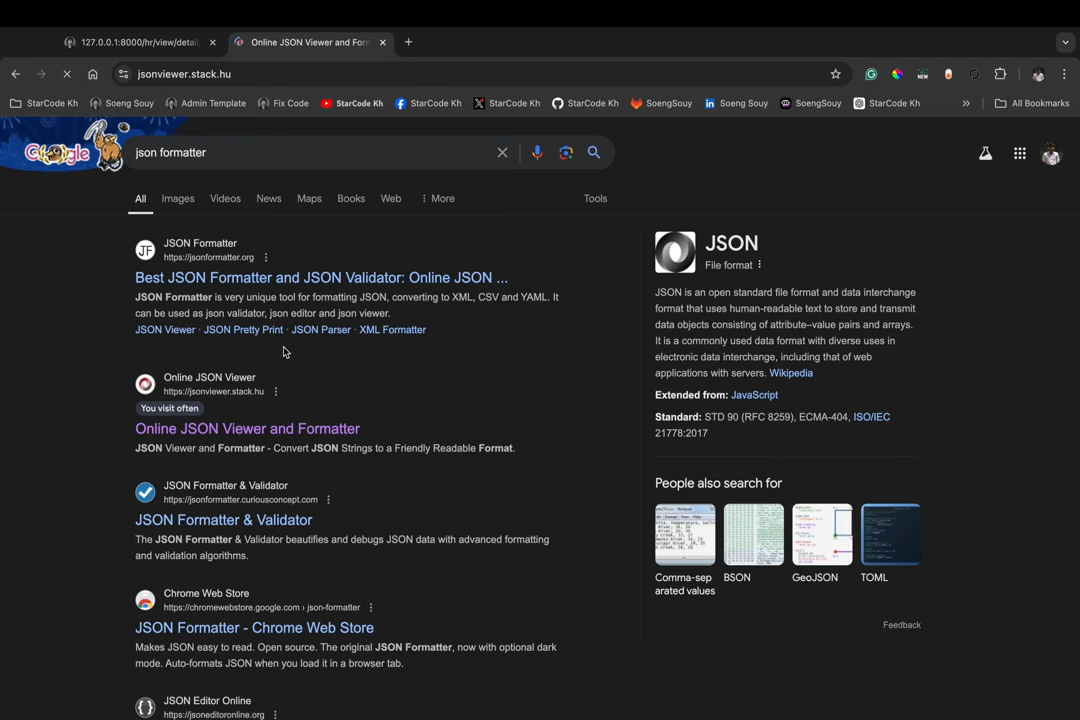 127.0.0.1:8000/hr/view/detai
Online JSON Viewer and Form
jsonviewer.stack.hu
NEW
StarCode Kh
Soeng Souy
Admin Template
Fix Code
StarCode Kh
StarCode Kh
StarCode Kh
StarCode Kh
SoengSouy
Soeng Souy
SoengSouy
StarCode Kh
All Bookmarks
json formatter
All
Images
Videos
News
Maps
Books
Web
More
Tools
JF
JSON Formatter
https://jsonformatter.org
Best JSON Formatter and JSON Validator: Online JSON ...
JSON Formatter is very unique tool for formatting JSON, converting to XML, CSV and YAML. It
can be used as json validator, json editor and json viewer.
JSON Viewer · JSON Pretty Print · JSON Parser · XML Formatter
Online JSON Viewer
https://jsonviewer.stack.hu
You visit often
Online JSON Viewer and Formatter
JSON Viewer and Formatter - Convert JSON Strings to a Friendly Readable Format.
JSON Formatter & Validator
https://jsonformatter.curiousconcept.com
JSON Formatter & Validator
The JSON Formatter & Validator beautifies and debugs JSON data with advanced formatting
and validation algorithms.
Chrome Web Store
https://chromewebstore.google.com › json-formatter
JSON Formatter - Chrome Web Store
Makes JSON easy to read. Open source. The original JSON Formatter, now with optional dark
mode. Auto-formats JSON when you load it in a browser tab.
JSON Editor Online
https://jsoneditoronline.org
JSON
File format
JSON is an open standard file format and data interchange
format that uses human-readable text to store and transmit
data objects consisting of attribute–value pairs and arrays.
It is a commonly used data format with diverse uses in
electronic data interchange, including that of web
applications with servers. Wikipedia
Extended from: JavaScript
Standard: STD 90 (RFC 8259), ECMA-404, ISO/IEC
21778:2017
People also search for
Comma-sep
arated values
BSON
GeoJSON
TOML
Feedback